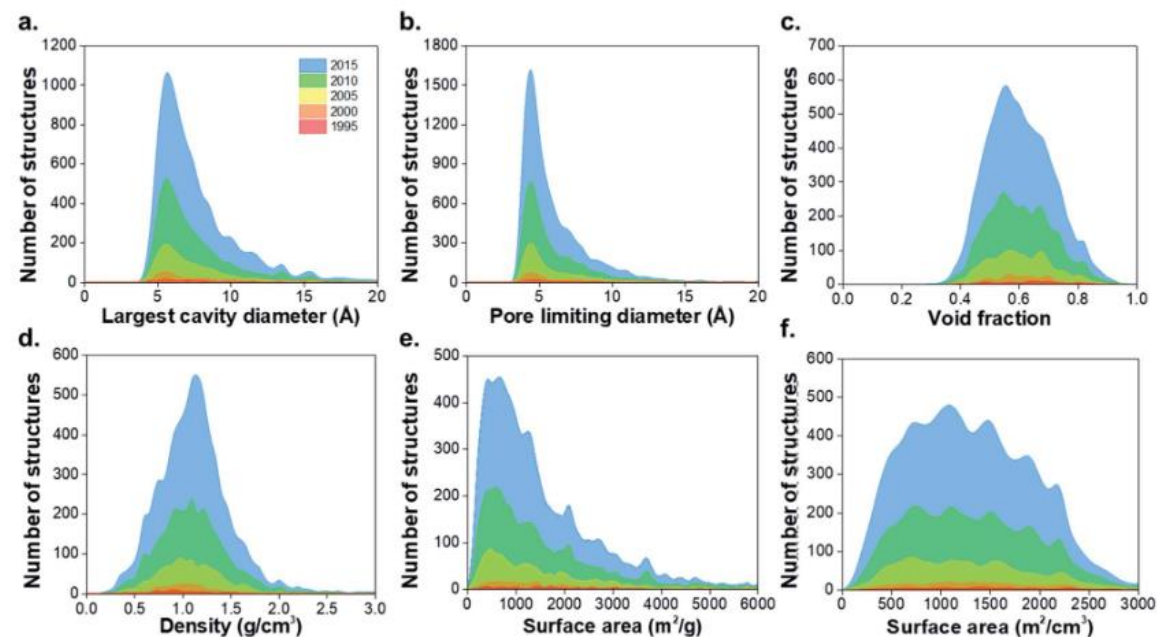 a.
1200
1000
800
600
400
200
0
Number of structures
2015
2010
2005
2000
1995
0 5 10 15 20
Largest cavity diameter (Å)
b.
1800
1500
1200
900
600
300
0
Number of structures
0 5 10 15 20
Pore limiting diameter (Å)
c.
700
600
500
400
300
200
100
0
Number of structures
0.0 0.2 0.4 0.6 0.8 1.0
Void fraction
d.
600
500
400
300
200
100
0
Number of structures
0.0 0.5 1.0 1.5 2.0 2.5 3.0
Density (g/cm³)
e.
500
400
300
200
100
0
Number of structures
0 1000 2000 3000 4000 5000 6000
Surface area (m²/g)
f.
600
500
400
300
200
100
0
Number of structures
0 500 1000 1500 2000 2500 3000
Surface area (m²/cm³)